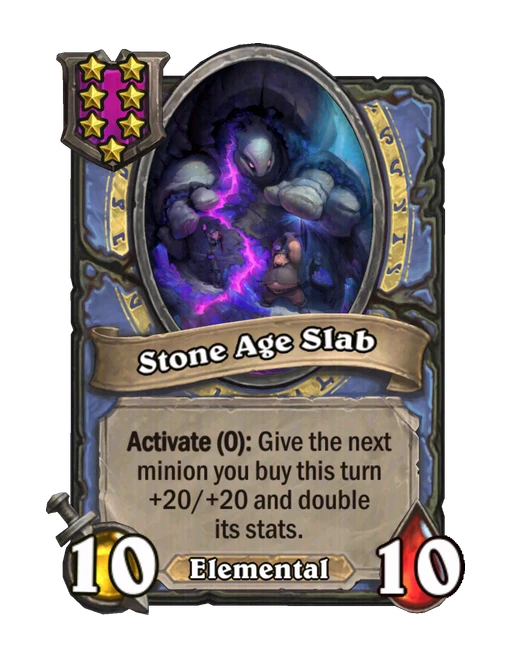 Stone Age Slab
Activate (0): Give the next
minion you buy this turn
+20/+20 and double
its stats.
10
Elemental
10